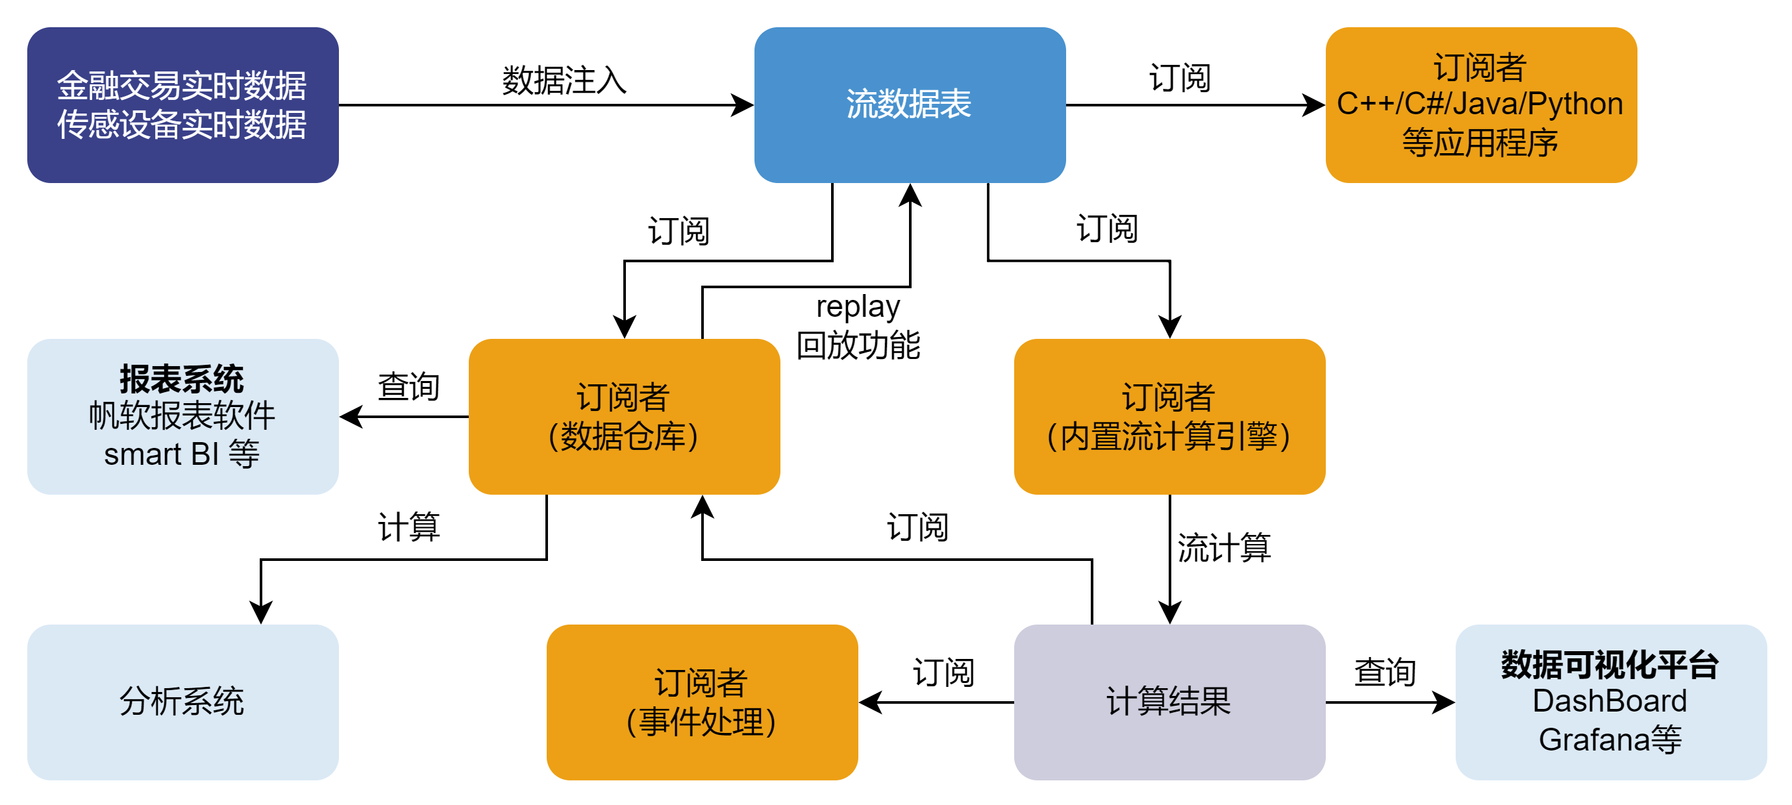 金融交易实时数据
传感设备实时数据
数据注入
流数据表
订阅
订阅者
C++/C#/Java/Python
等应用程序
订阅
订阅
replay
回放功能
报表系统
帆软报表软件
smart BI 等
查询
订阅者
（数据仓库）
订阅者
（内置流计算引擎）
计算
订阅
流计算
分析系统
订阅者
（事件处理）
订阅
计算结果
查询
数据可视化平台
DashBoard
Grafana等